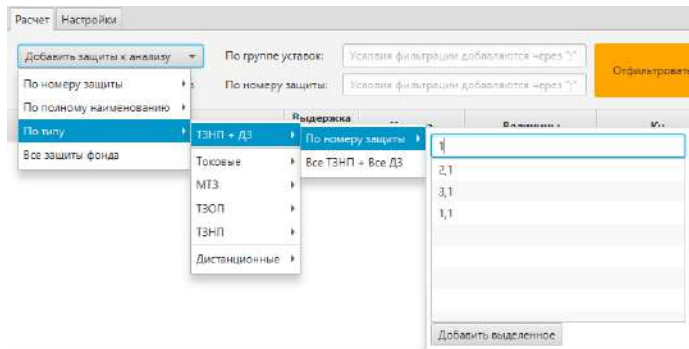 Расчет Настройки
Добавить защиты к анализу
По группе уставок:
Условия фильтрации добавляются через ";"
Отфильтровать
По номеру защиты:
Условия фильтрации добавляются через ";"
По номеру защиты
По полному наименованию
По типу
Все защиты фонда
Выдержка
ТЗНП + ДЗ
Токовые
МТЗ
ТЗОП
ТЗНП
Дистанционные
По номеру защиты
Все ТЗНП + Все ДЗ
1
2,1
3,1
1,1
Добавить выделенное